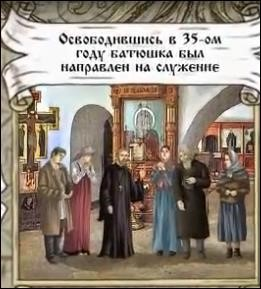 Освободившись в 35-ом
году батюшка был
направлен на служение